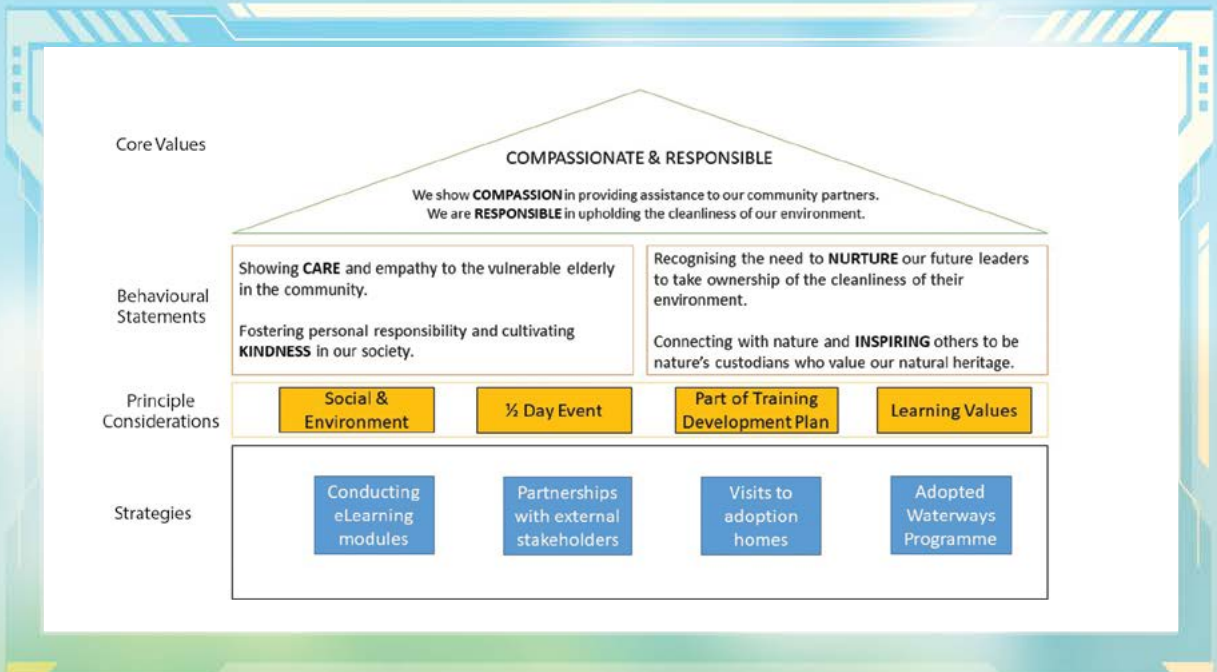 Core Values
COMPASSIONATE & RESPONSIBLE
We show COMPASSION in providing assistance to our community partners.
We are RESPONSIBLE in upholding the cleanliness of our environment.
Behavioural
Statements
Showing CARE and empathy to the vulnerable elderly
in the community.
Fostering personal responsibility and cultivating
KINDNESS in our society.
Recognising the need to NURTURE our future leaders
to take ownership of the cleanliness of their
environment.
Connecting with nature and INSPIRING others to be
nature's custodians who value our natural heritage.
Principle
Considerations
Social &
Environment
½ Day Event
Part of Training
Development Plan
Learning Values
Strategies
Conducting
eLearning
modules
Partnerships
with external
stakeholders
Visits to
adoption
homes
Adopted
Waterways
Programme